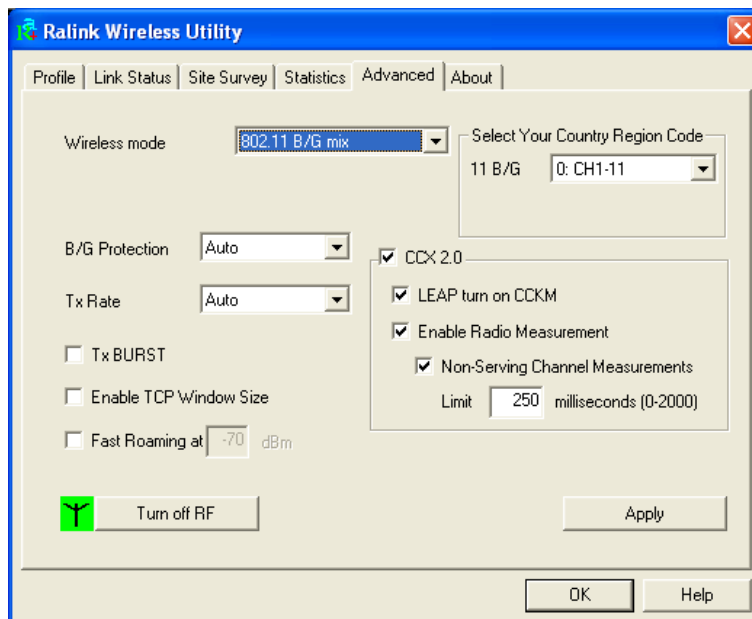 Ralink Wireless Utility
Profile Link Status Site Survey Statistics Advanced About
Wireless mode 802.11 B/G mix
Select Your Country Region Code
11 B/G 0: CH1-11
B/G Protection Auto
Tx Rate Auto
Tx BURST
Enable TCP Window Size
Fast Roaming at -70 dBm
CCX 2.0
LEAP turn on CCKM
Enable Radio Measurement
Non-Serving Channel Measurements
Limit 250 milliseconds (0-2000)
Turn off RF
Apply
OK Help